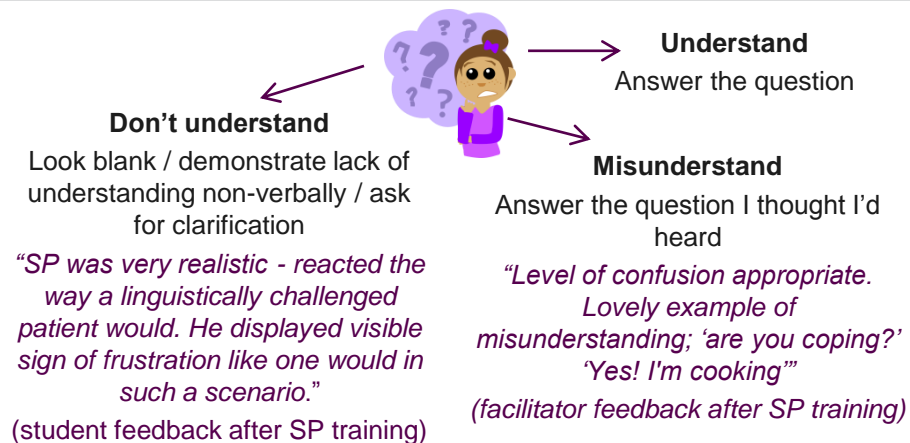 Understand
Answer the question
Don't understand
Look blank / demonstrate lack of
understanding non-verbally / ask
for clarification
“SP was very realistic - reacted the
way a linguistically challenged
patient would. He displayed visible
sign of frustration like one would in
such a scenario.”
(student feedback after SP training)
Misunderstand
Answer the question I thought I'd
heard
“Level of confusion appropriate.
Lovely example of
misunderstanding; ‘are you coping?’
‘Yes! I'm cooking’”
(facilitator feedback after SP training)